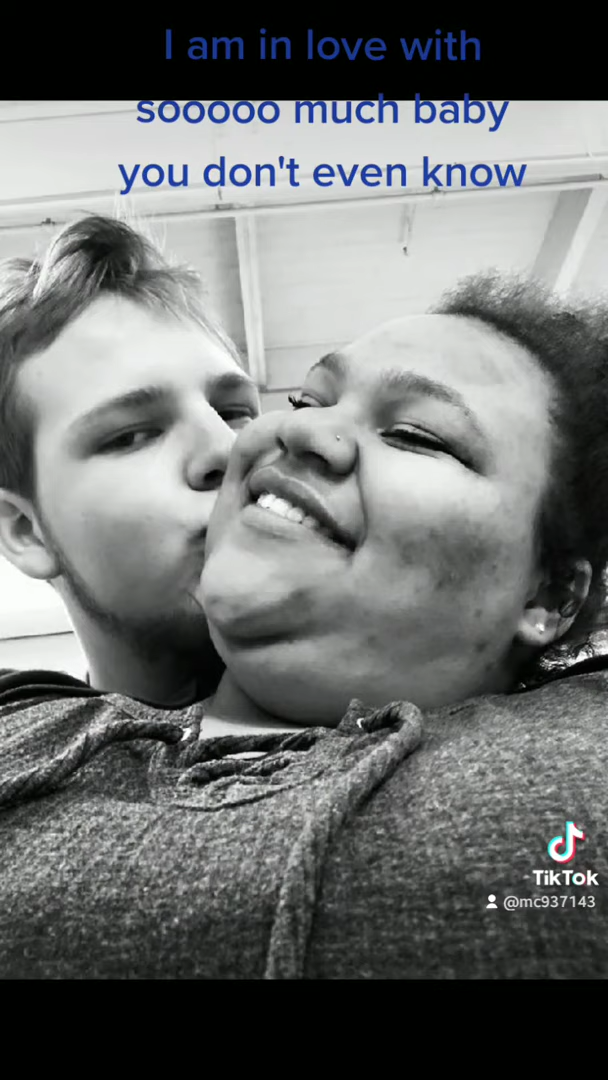 I am in love with
sooooo much baby
you don't even know
TikTok
@mc937143